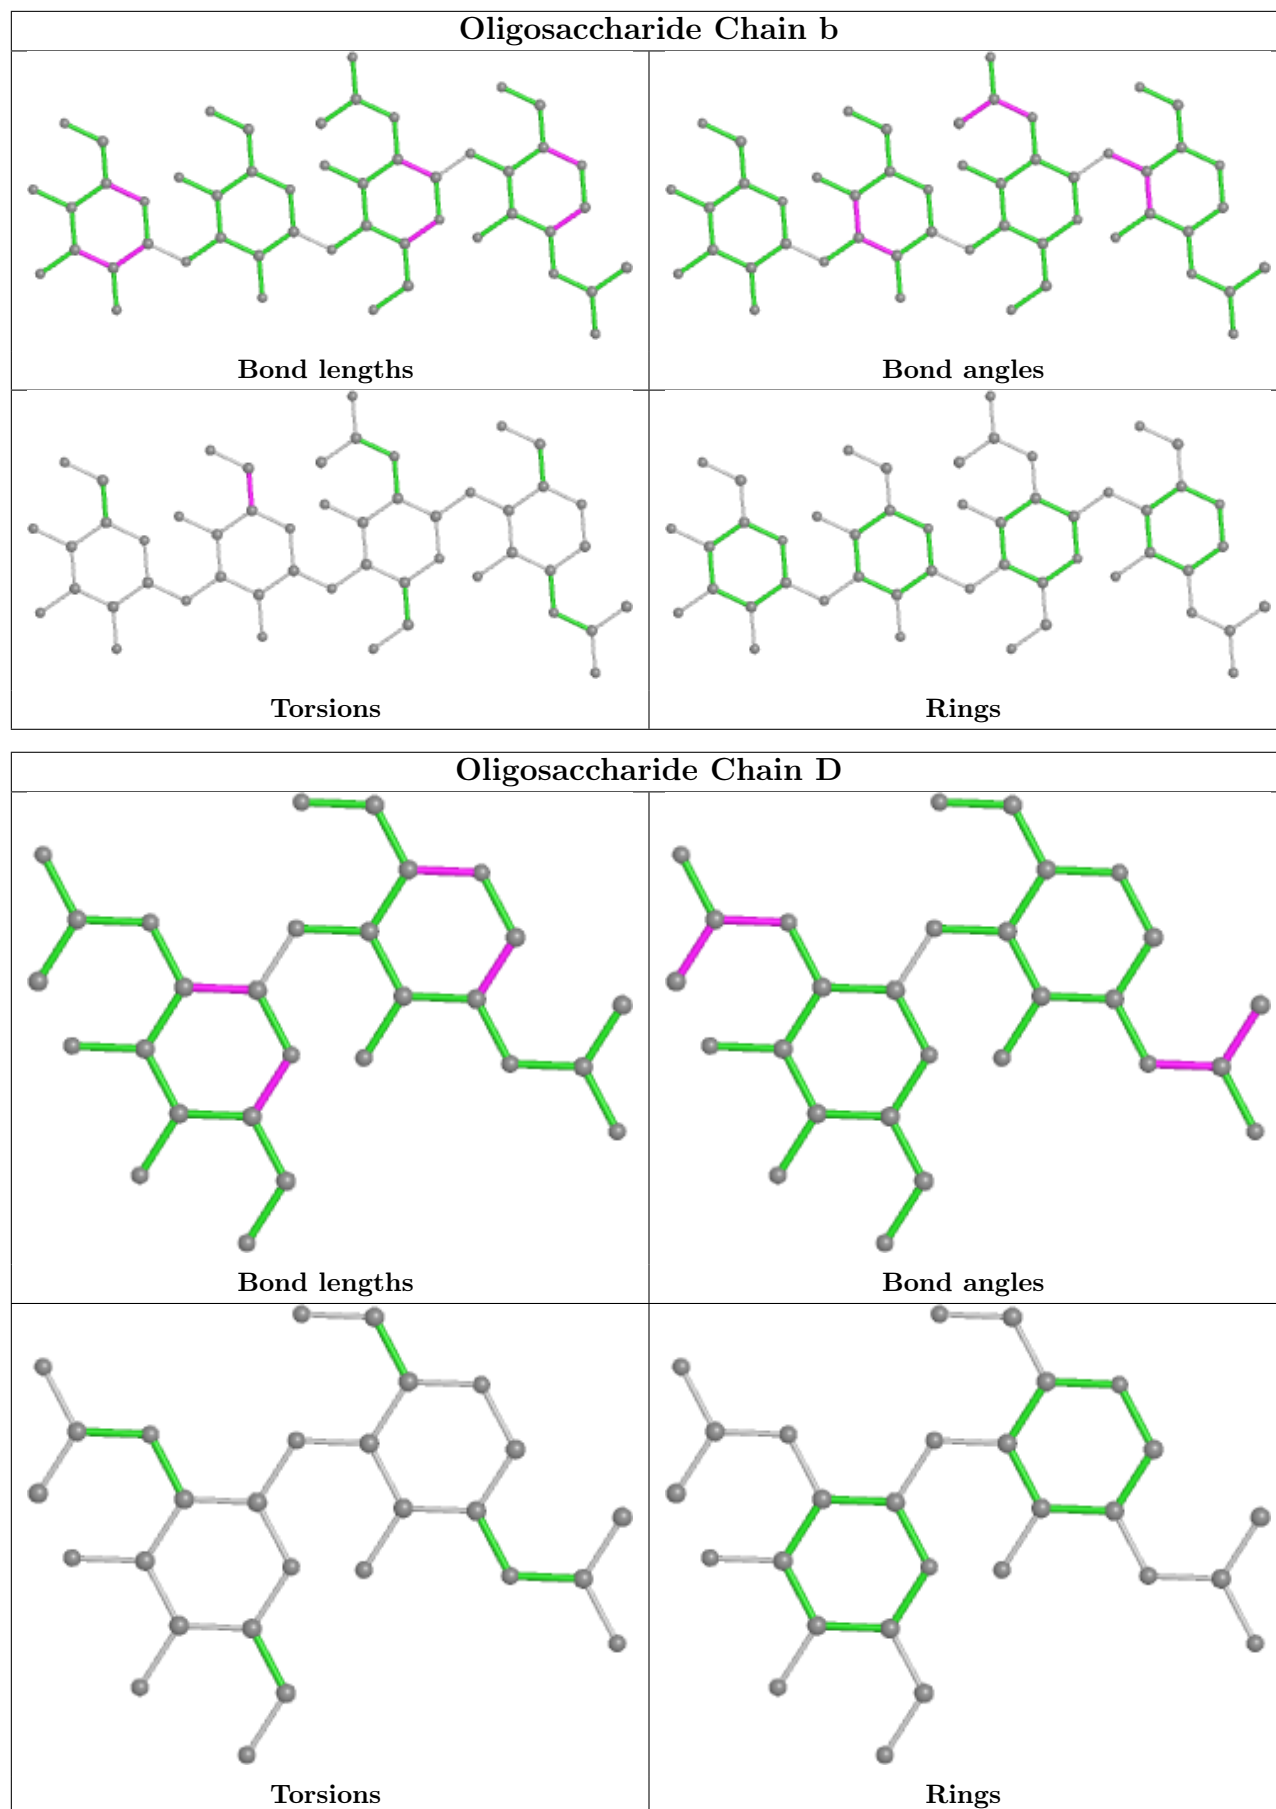 Oligosaccharide Chain b
Bond lengths
Bond angles
Torsions
Rings
Oligosaccharide Chain D
Bond lengths
Bond angles
Torsions
Rings